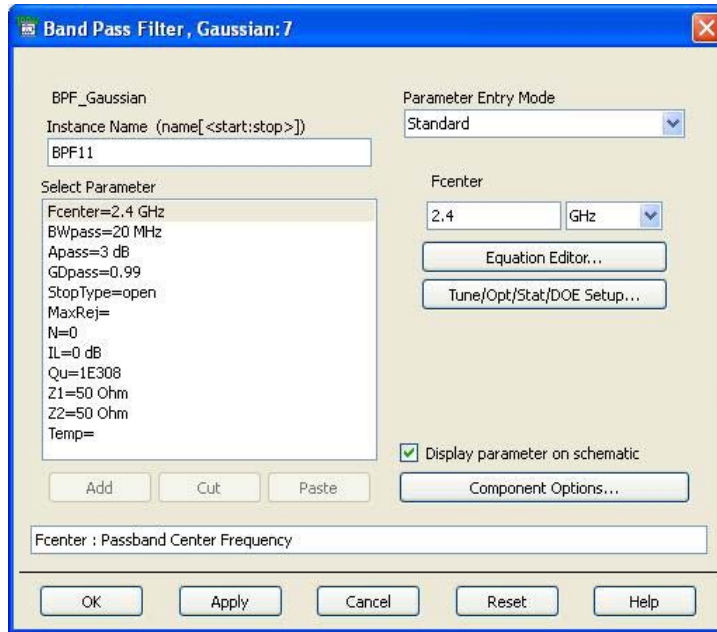 Band Pass Filter, Gaussian:7
BPF_Gaussian
Instance Name (name[<start:stop>])
BPF11
Select Parameter
Fcenter=2.4 GHz
BWpass=20 MHz
Apass=3 dB
GDpass=0.99
StopType=open
MaxRej=
N=0
IL=0 dB
Qu=1E308
Z1=50 Ohm
Z2=50 Ohm
Temp=
Add Cut Paste
Parameter Entry Mode
Standard
Fcenter
2.4 GHz
Equation Editor...
Tune/Opt/Stat/DOE Setup...
Display parameter on schematic
Component Options...
Fcenter : Passband Center Frequency
OK Apply Cancel Reset Help